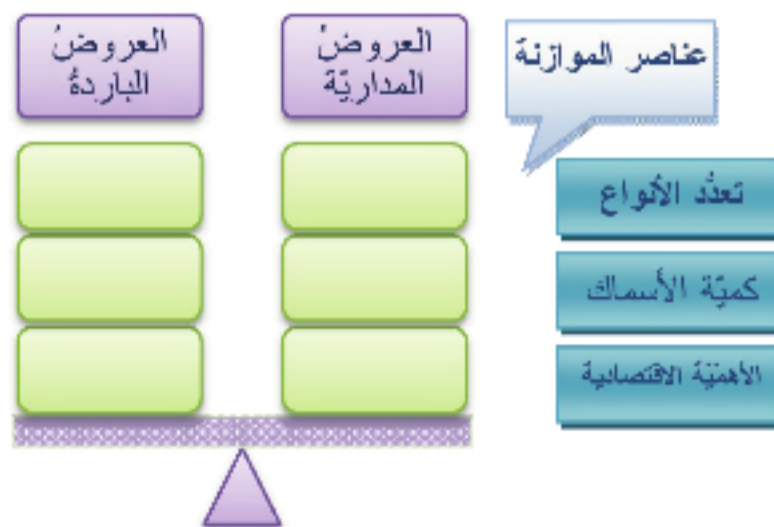 عناصر الموازنة
العروضُ
المداريّة
العروضُ
الباردةُ
تعدُّد الأنواع
كميّة الأسماك
الأهميّة الاقتصادية